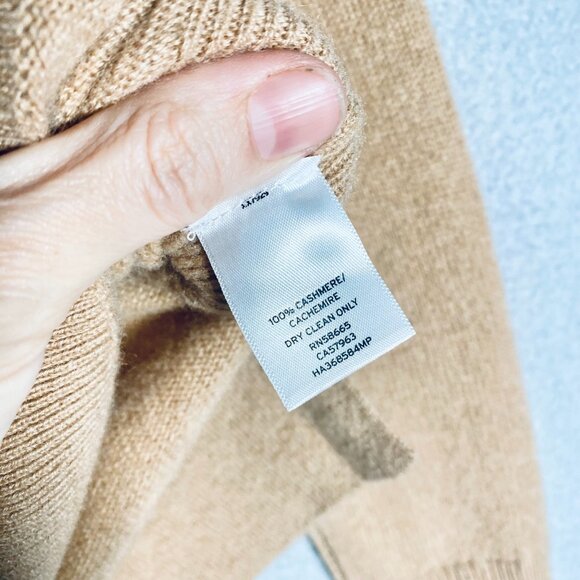 100% CASHMERE/
CACHEMIRE
DRY CLEAN ONLY
RN58665
CA57963
HA368584MP